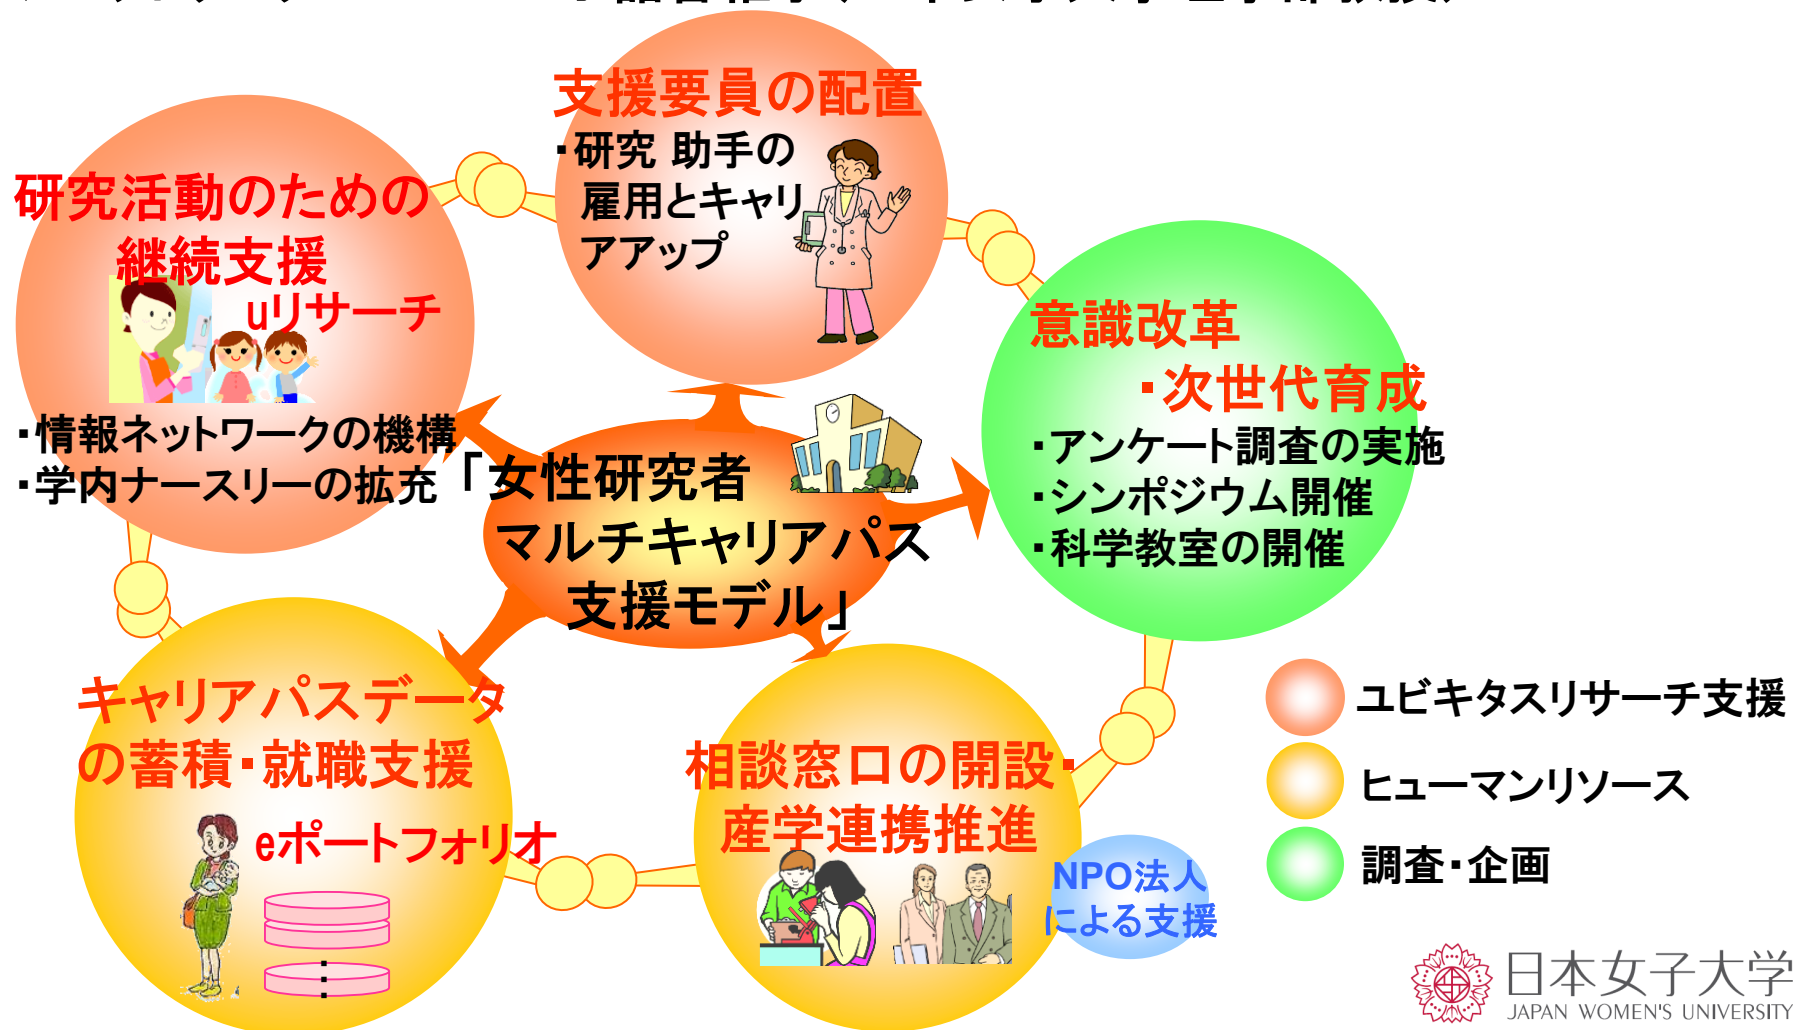 支援要員の配置
・研究 助手の
雇用とキャリ
アアップ
研究活動のための
継続支援
uリサーチ
・情報ネットワークの機構
・学内ナースリーの拡充
意識改革
・次世代育成
・アンケート調査の実施
・シンポジウム開催
・科学教室の開催
「女性研究者
マルチキャリアパス
支援モデル」
キャリアパスデータ
の蓄積・就職支援
eポートフォリオ
相談窓口の開設・
産学連携推進
NPO法人
による支援
ユビキタスリサーチ支援
ヒューマンリソース
調査・企画
日本女子大学
JAPAN WOMEN'S UNIVERSITY